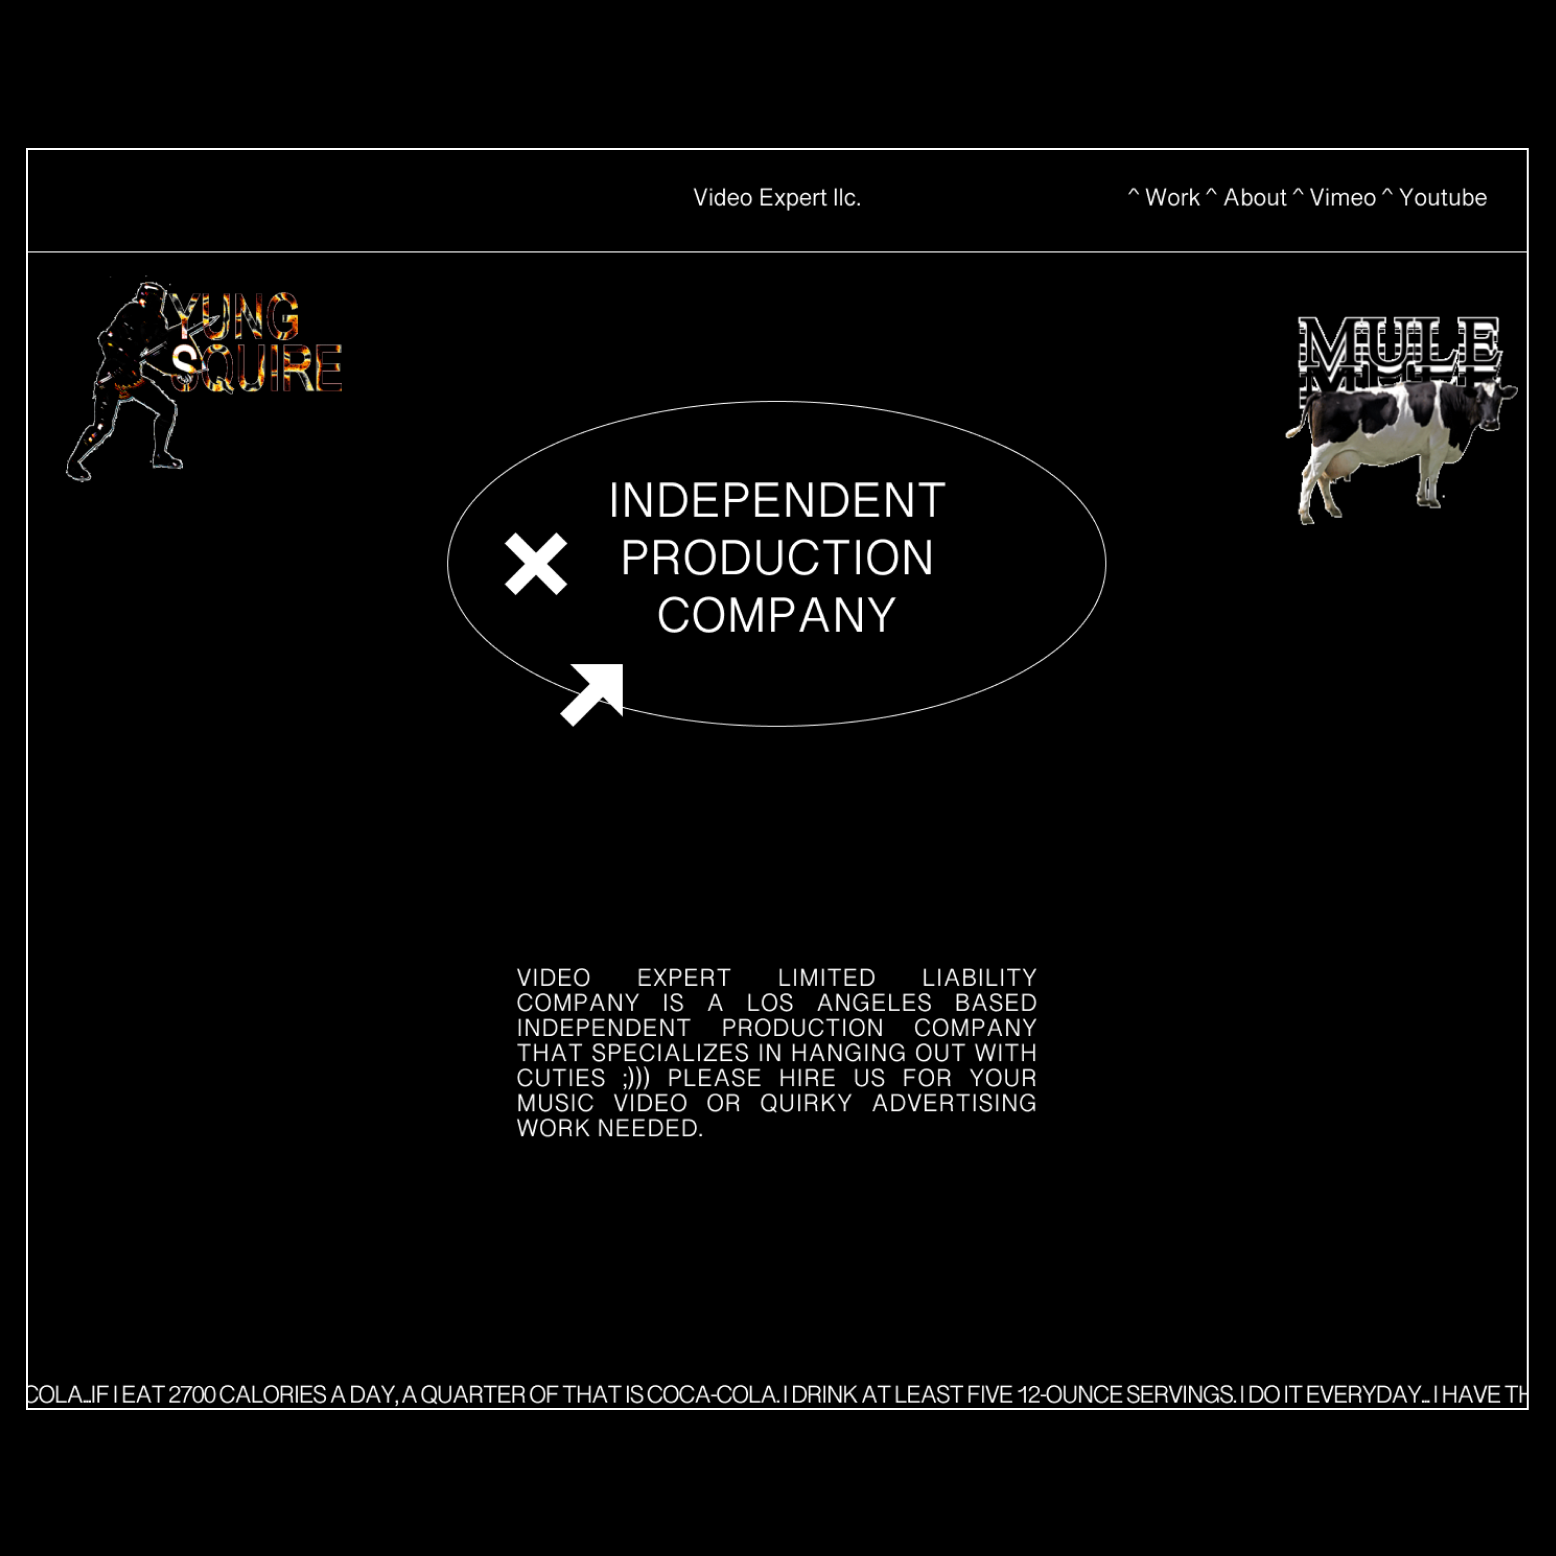 Video Expert llc.
^ Work ^ About ^ Vimeo ^ Youtube
YUNG
SQUIRE
MULE
MULE
INDEPENDENT
PRODUCTION
COMPANY
VIDEO EXPERT LIMITED LIABILITY
COMPANY IS A LOS ANGELES BASED
INDEPENDENT PRODUCTION COMPANY
THAT SPECIALIZES IN HANGING OUT WITH
CUTIES ;))) PLEASE HIRE US FOR YOUR
MUSIC VIDEO OR QUIRKY ADVERTISING
WORK NEEDED.
COLA...IF I EAT 2700 CALORIES A DAY, A QUARTER OF THAT IS COCA-COLA. I DRINK AT LEAST FIVE 12-OUNCE SERVINGS. I DO IT EVERYDAY... I HAVE TH